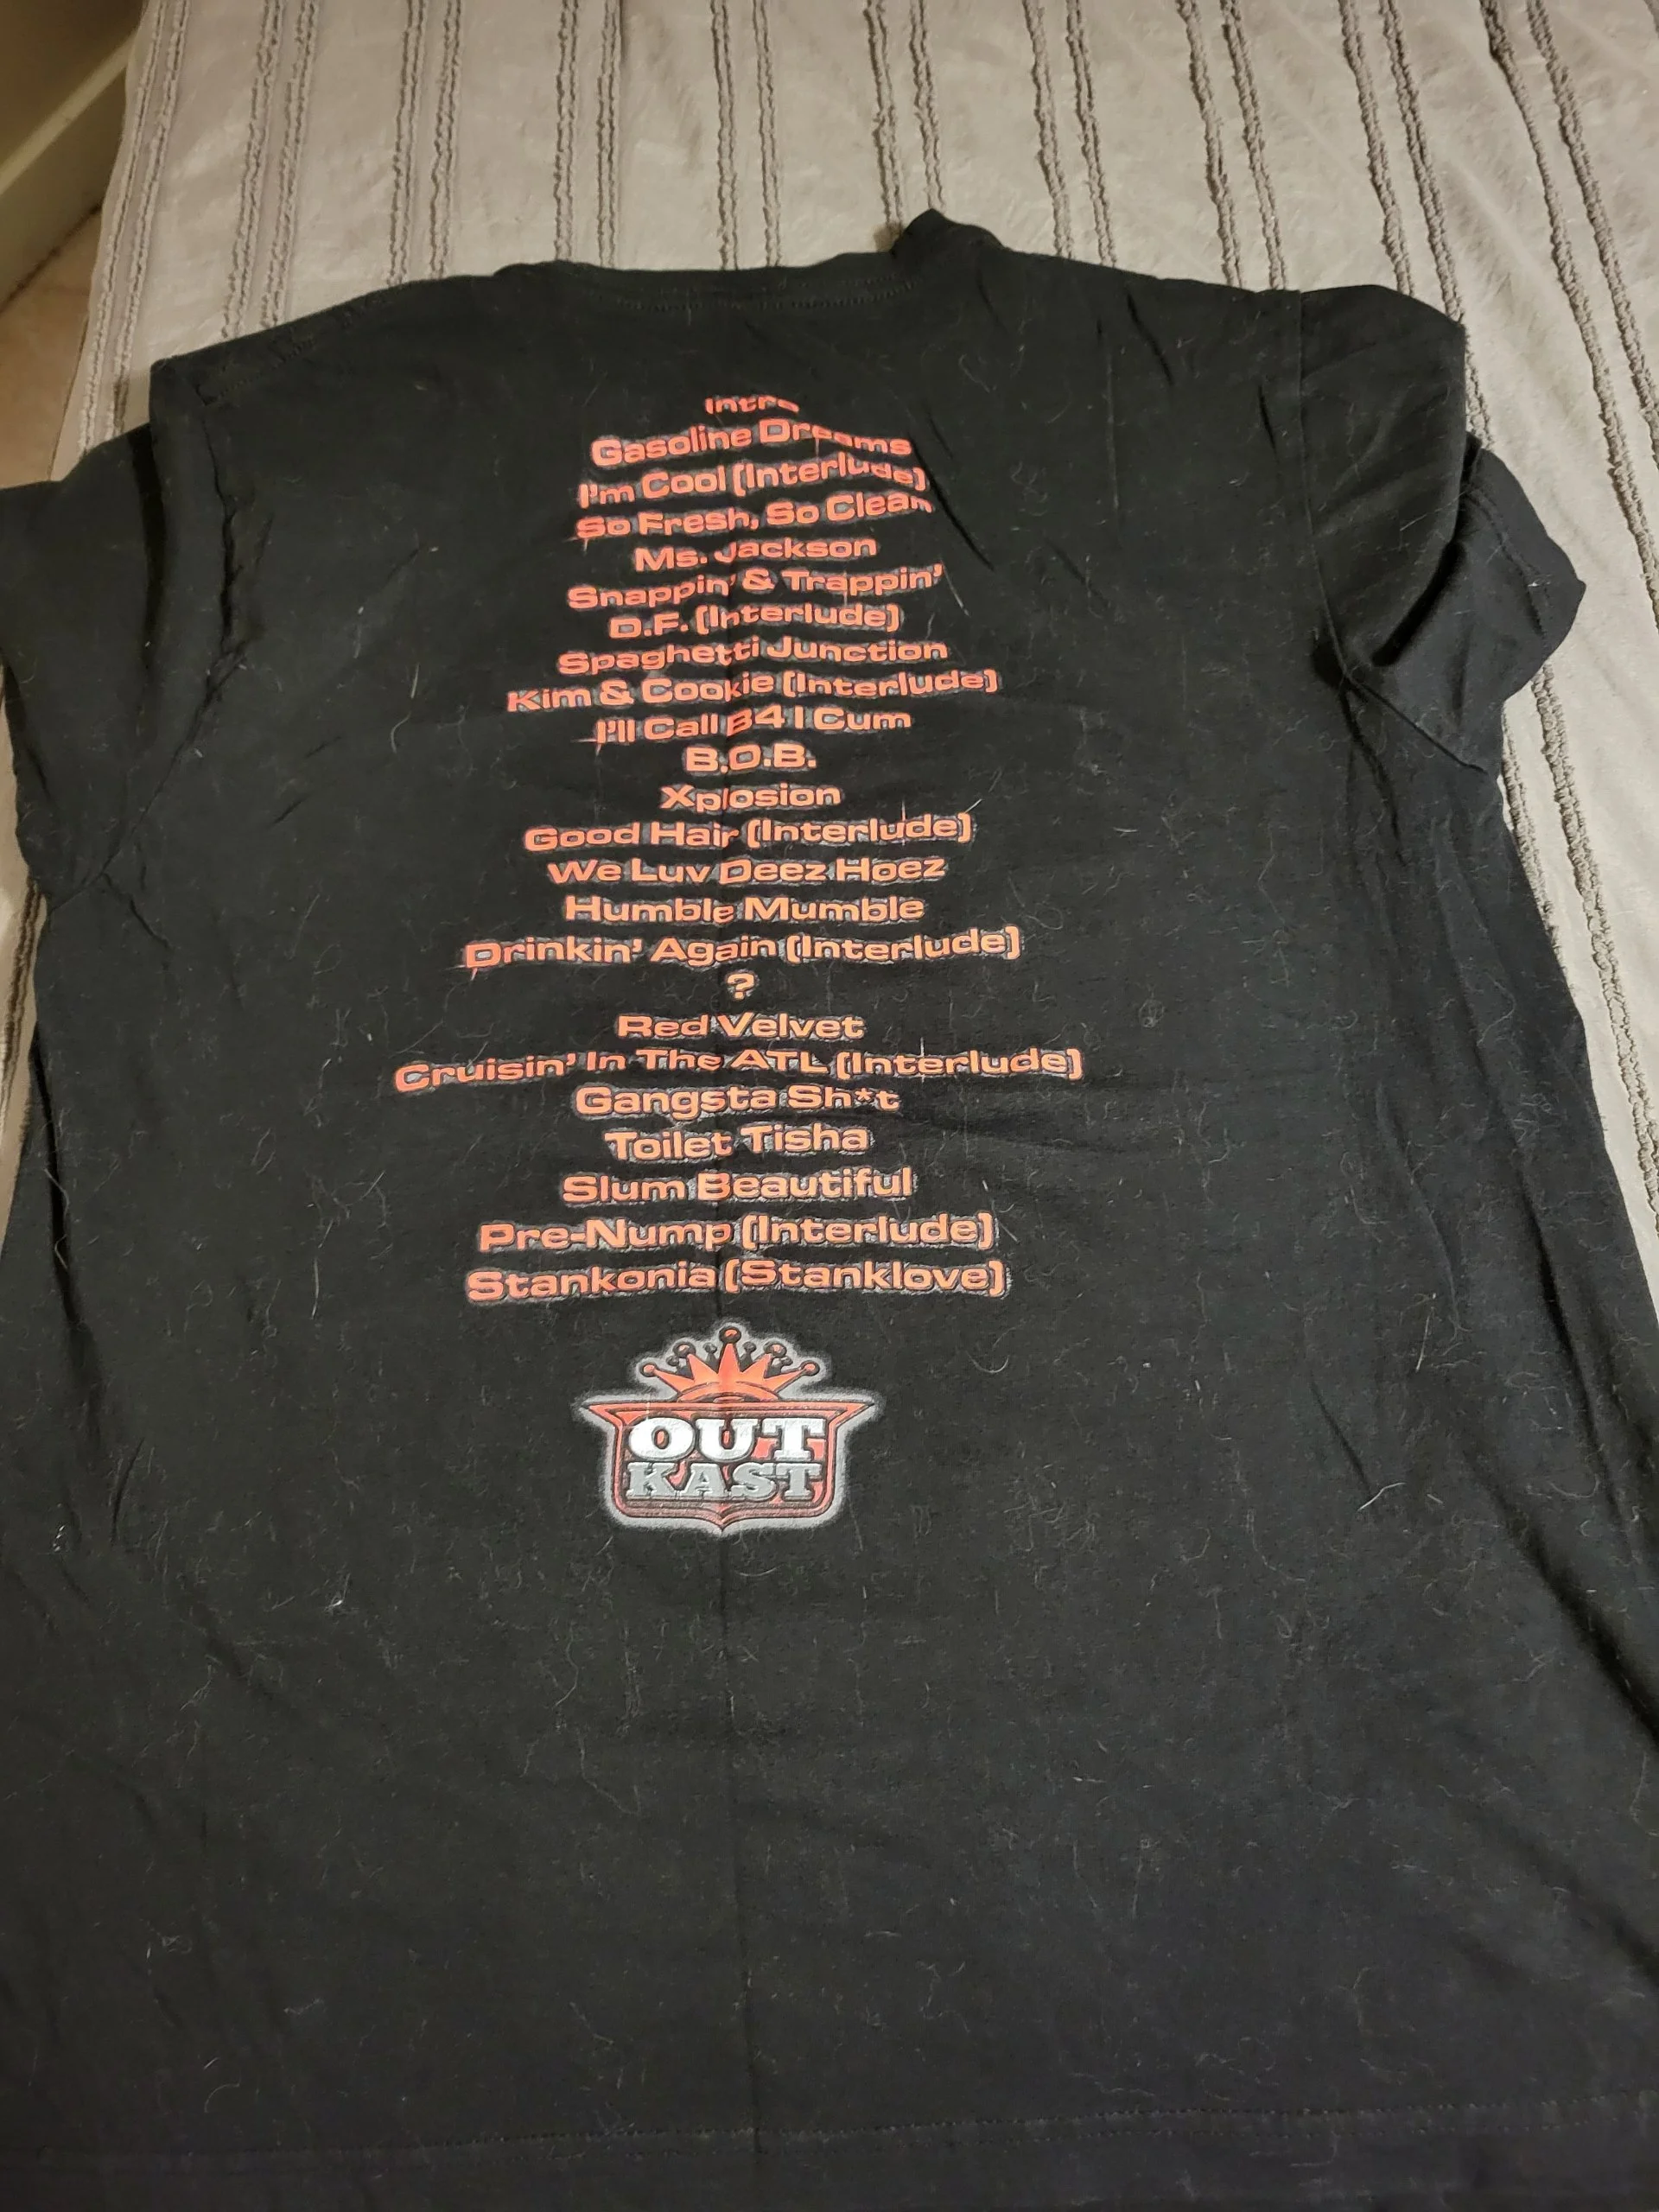 Intro
Gasoline Dreams
I'm Cool (Interlude)
So Fresh, So Clean
Ms. Jackson
Snappin' & Trappin'
D.F. (Interlude)
Spaghetti Junction
Kim & Cookie (Interlude)
I'll Call B4 I Cum
B.O.B.
Xplosion
Good Hair (Interlude)
We Luv Deez Hoez
Humble Mumble
Drinkin' Again (Interlude)
?
Red Velvet
Cruisin' In The ATL (Interlude)
Gangsta Sh*t
Toilet Tisha
Slum Beautiful
Pre-Nump (Interlude)
Stankonia (Stanklove)
OUT
KAST